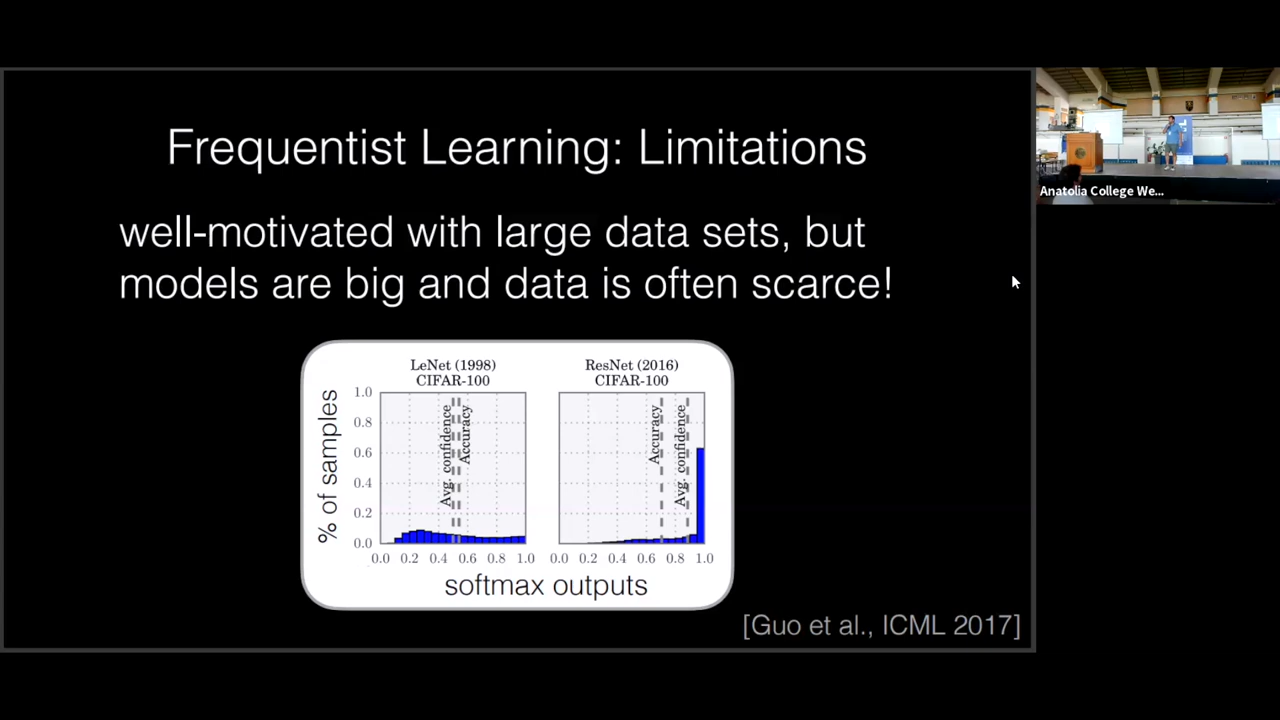 Frequentist Learning: Limitations
well-motivated with large data sets, but
models are big and data is often scarce!
LeNet (1998)
CIFAR-100
ResNet (2016)
CIFAR-100
% of samples
1.0
0.8
0.6
0.4
0.2
0.0
Avg. confidence
Accuracy
Accuracy
Avg. confidence
0.0 0.2 0.4 0.6 0.8 1.0
0.0 0.2 0.4 0.6 0.8 1.0
softmax outputs
[Guo et al., ICML 2017]
Anatolia College We...